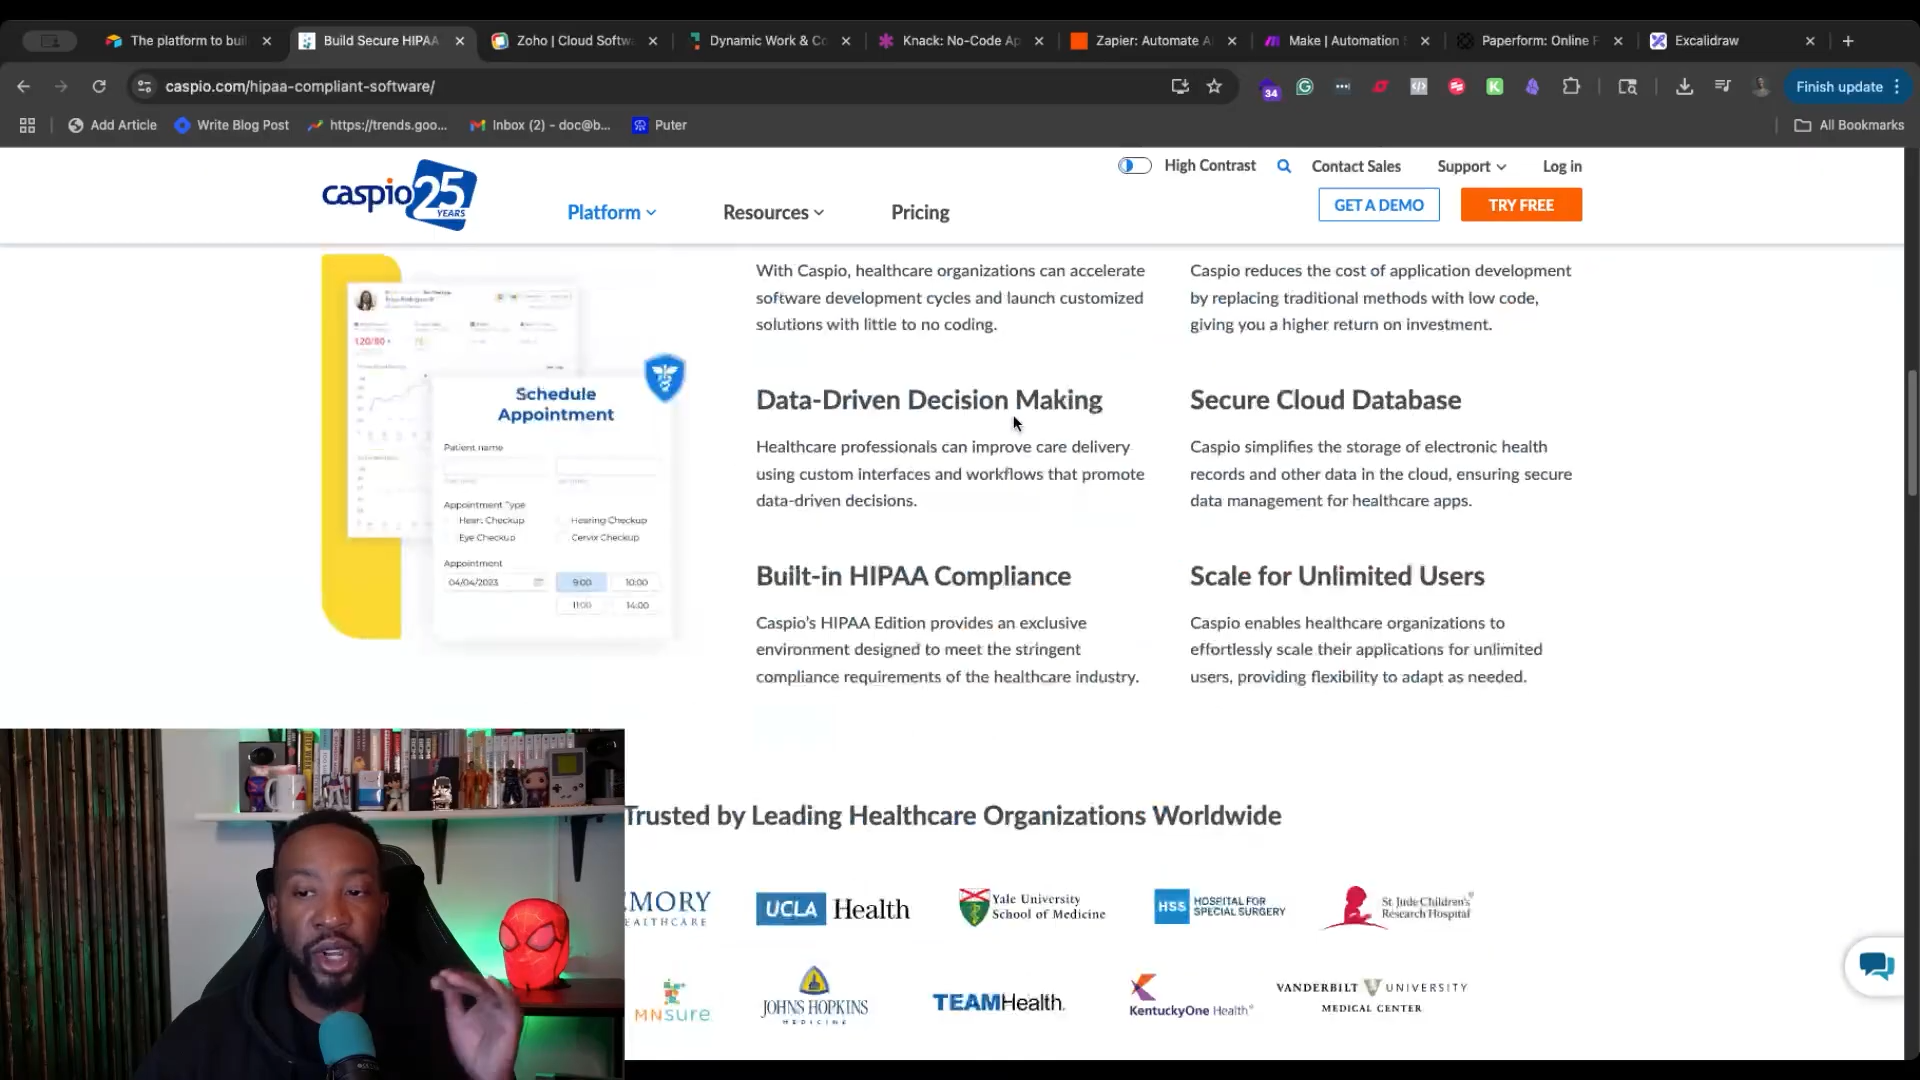 The platform to buil
Build Secure HIPAA
Zoho | Cloud Softw
Dynamic Work & Co
Knack: No-Code Ap
Zapier: Automate A
Make | Automation
Paperform: Online F
Excalidraw
caspio.com/hipaa-compliant-software/
34
Finish update
Add Article
Write Blog Post
https://trends.goo...
Inbox (2) - doc@b...
Puter
All Bookmarks
High Contrast
Contact Sales
Support
Log in
caspio 25 YEARS
Platform
Resources
Pricing
GET A DEMO
TRY FREE
120/80
Schedule
Appointment
Patient name
Appointment Type
Heart Checkup
Hearing Checkup
Eye Checkup
Cervix Checkup
Appointment
04/04/2023
9:00
10:00
11:00
14:00
With Caspio, healthcare organizations can accelerate
software development cycles and launch customized
solutions with little to no coding.
Caspio reduces the cost of application development
by replacing traditional methods with low code,
giving you a higher return on investment.
Data-Driven Decision Making
Healthcare professionals can improve care delivery
using custom interfaces and workflows that promote
data-driven decisions.
Secure Cloud Database
Caspio simplifies the storage of electronic health
records and other data in the cloud, ensuring secure
data management for healthcare apps.
Built-in HIPAA Compliance
Caspio's HIPAA Edition provides an exclusive
environment designed to meet the stringent
compliance requirements of the healthcare industry.
Scale for Unlimited Users
Caspio enables healthcare organizations to
effortlessly scale their applications for unlimited
users, providing flexibility to adapt as needed.
Trusted by Leading Healthcare Organizations Worldwide
MORY
EALTHCARE
UCLA Health
Yale University
School of Medicine
HSS HOSPITAL FOR
SPECIAL SURGERY
St. Jude Children's
Research Hospital
MNsure
JOHNS HOPKINS
MEDICINE
TEAMHealth
KentuckyOne Health
VANDERBILT UNIVERSITY
MEDICAL CENTER